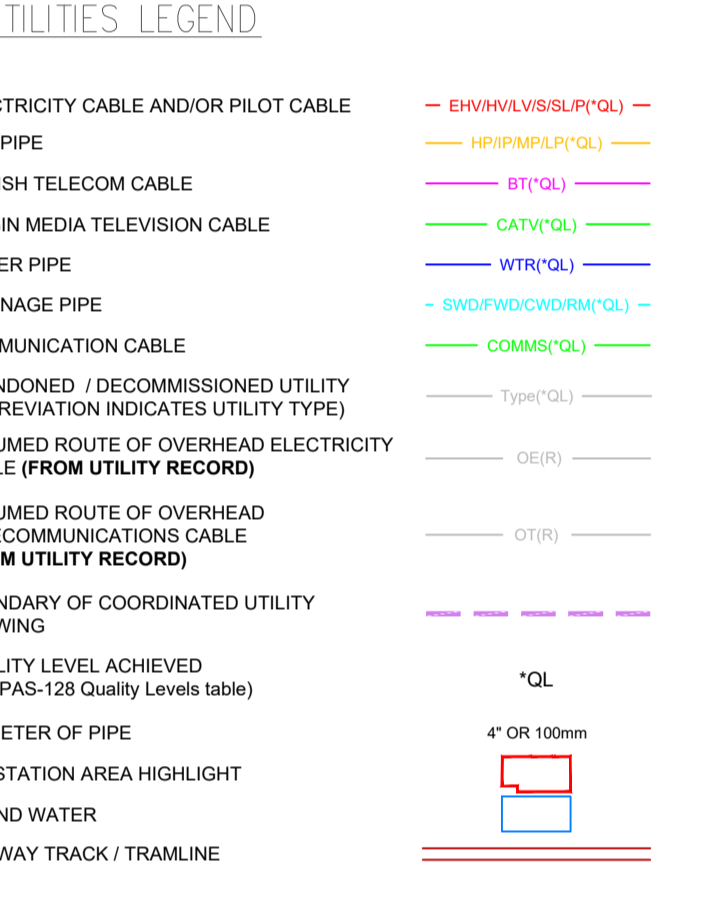 TILITIES LEGEND
CTRICITY CABLE AND/OR PILOT CABLE — EHV/HV/LV/S/SL/P(*QL) —
PIPE — HP/IP/MP/LP(*QL) —
ISH TELECOM CABLE — BT(*QL) —
IN MEDIA TELEVISION CABLE — CATV(*QL) —
ER PIPE — WTR(*QL) —
NAGE PIPE — SWD/FWD/CWD/RM(*QL) —
MUNICATION CABLE — COMMS(*QL) —
NDONED / DECOMMISSIONED UTILITY
REVIATION INDICATES UTILITY TYPE) — Type(*QL) —
UMED ROUTE OF OVERHEAD ELECTRICITY
LE (FROM UTILITY RECORD) — OE(R) —
UMED ROUTE OF OVERHEAD
ECOMMUNICATIONS CABLE — OT(R) —
M UTILITY RECORD)
NDARY OF COORDINATED UTILITY
WING
LITY LEVEL ACHIEVED
PAS-128 Quality Levels table) *QL
ETER OF PIPE 4" OR 100mm
STATION AREA HIGHLIGHT
ND WATER
WAY TRACK / TRAMLINE